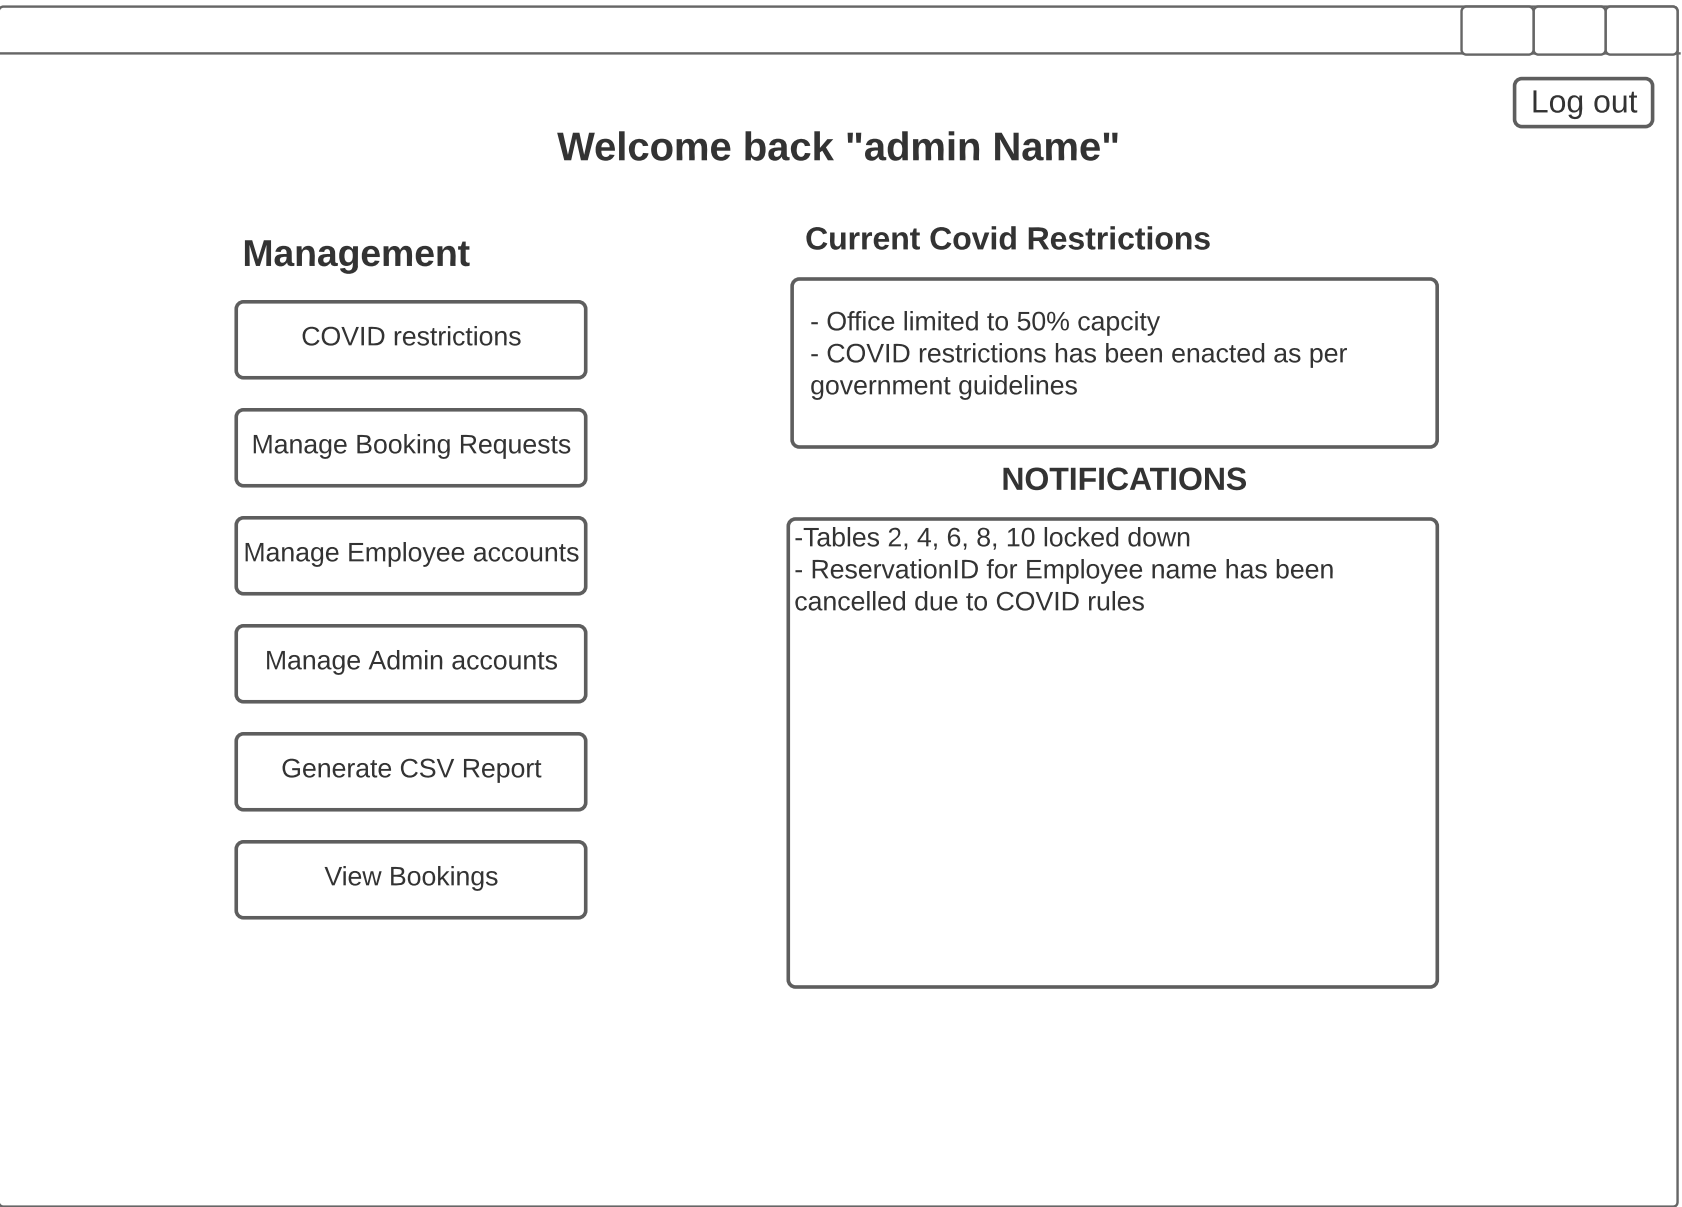 Log out
Welcome back "admin Name"
Management
COVID restrictions
Manage Booking Requests
Manage Employee accounts
Manage Admin accounts
Generate CSV Report
View Bookings
Current Covid Restrictions
- Office limited to 50% capcity
- COVID restrictions has been enacted as per
government guidelines
NOTIFICATIONS
-Tables 2, 4, 6, 8, 10 locked down
- ReservationID for Employee name has been
cancelled due to COVID rules